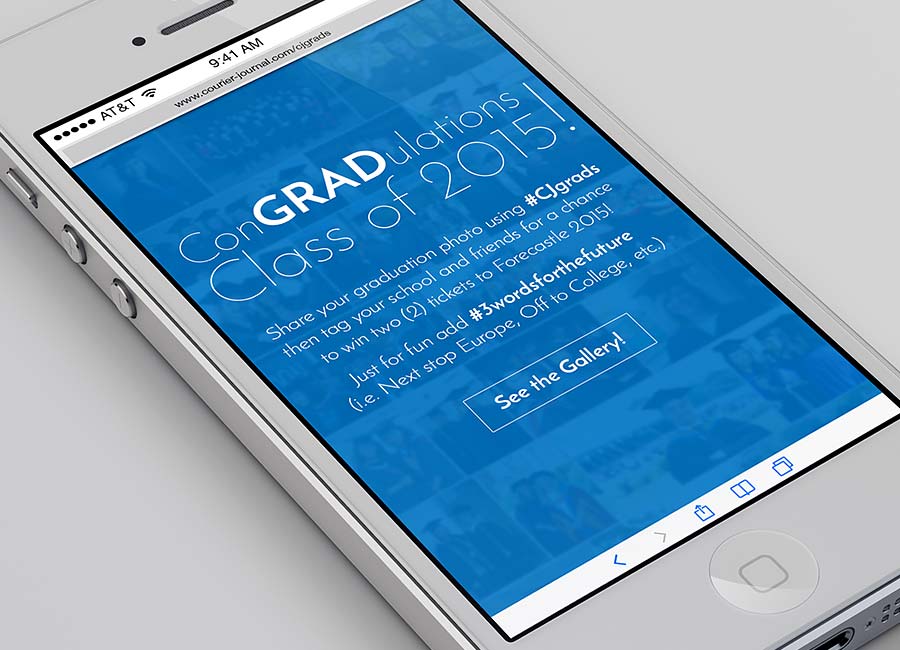 AT&T 9:41 AM
www.courier-journal.com/cjgrads
ConGRADulations!
Class of 2015!
Share your graduation photo using #CJgrads
then tag your school and friends for a chance
to win two (2) tickets to Forecastle 2015!
Just for fun add #3wordsforthefuture
(i.e. Next stop Europe, Off to College, etc.)
See the Gallery!